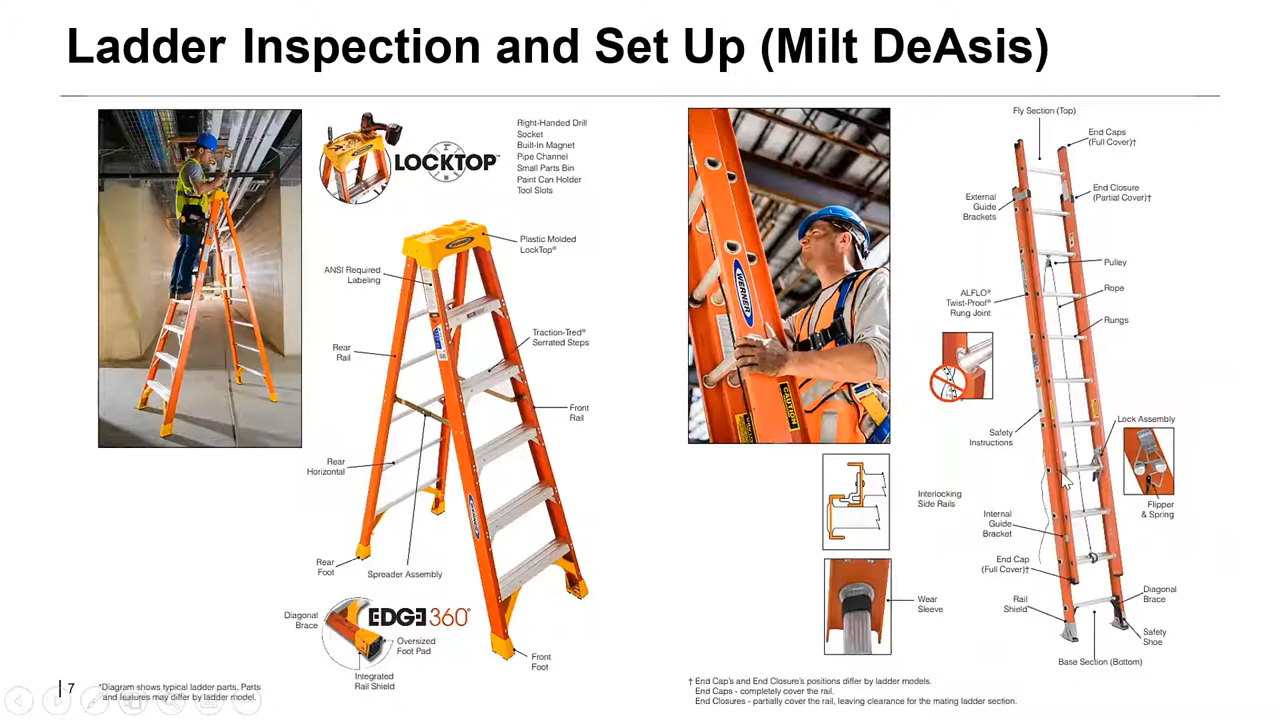 Ladder Inspection and Set Up (Milt DeAsis)
LOCKTOP™
Right-Handed Drill
Socket
Built-In Magnet
Pipe Channel
Small Parts Bin
Paint Can Holder
Tool Slots
Plastic Molded
LockTop®
ANSI Required
Labeling
Traction-Tred®
Serrated Steps
Rear
Rail
Front
Rail
Rear
Horizontal
Rear
Foot
Spreader Assembly
Diagonal
Brace
EDGE360°
Oversized
Foot Pad
Integrated
Rail Shield
Front
Foot
WERNER
CAUTION
Fly Section (Top)
End Caps
(Full Cover)†
End Closure
(Partial Cover)†
External
Guide
Brackets
Pulley
Rope
ALFLO®
Twist-Proof®
Rung Joint
Rungs
Safety
Instructions
Lock Assembly
Flipper
& Spring
Interlocking
Side Rails
Internal
Guide
Bracket
End Cap
(Full Cover)†
Wear
Sleeve
Rail
Shield
Diagonal
Brace
Safety
Shoe
Base Section (Bottom)
7
*Diagram shows typical ladder parts, Parts
and features may differ by ladder model.
† End Cap's and End Closure's positions differ by ladder models.
End Caps - completely cover the rail.
End Closures - partially cover the rail, leaving clearance for the mating ladder section.